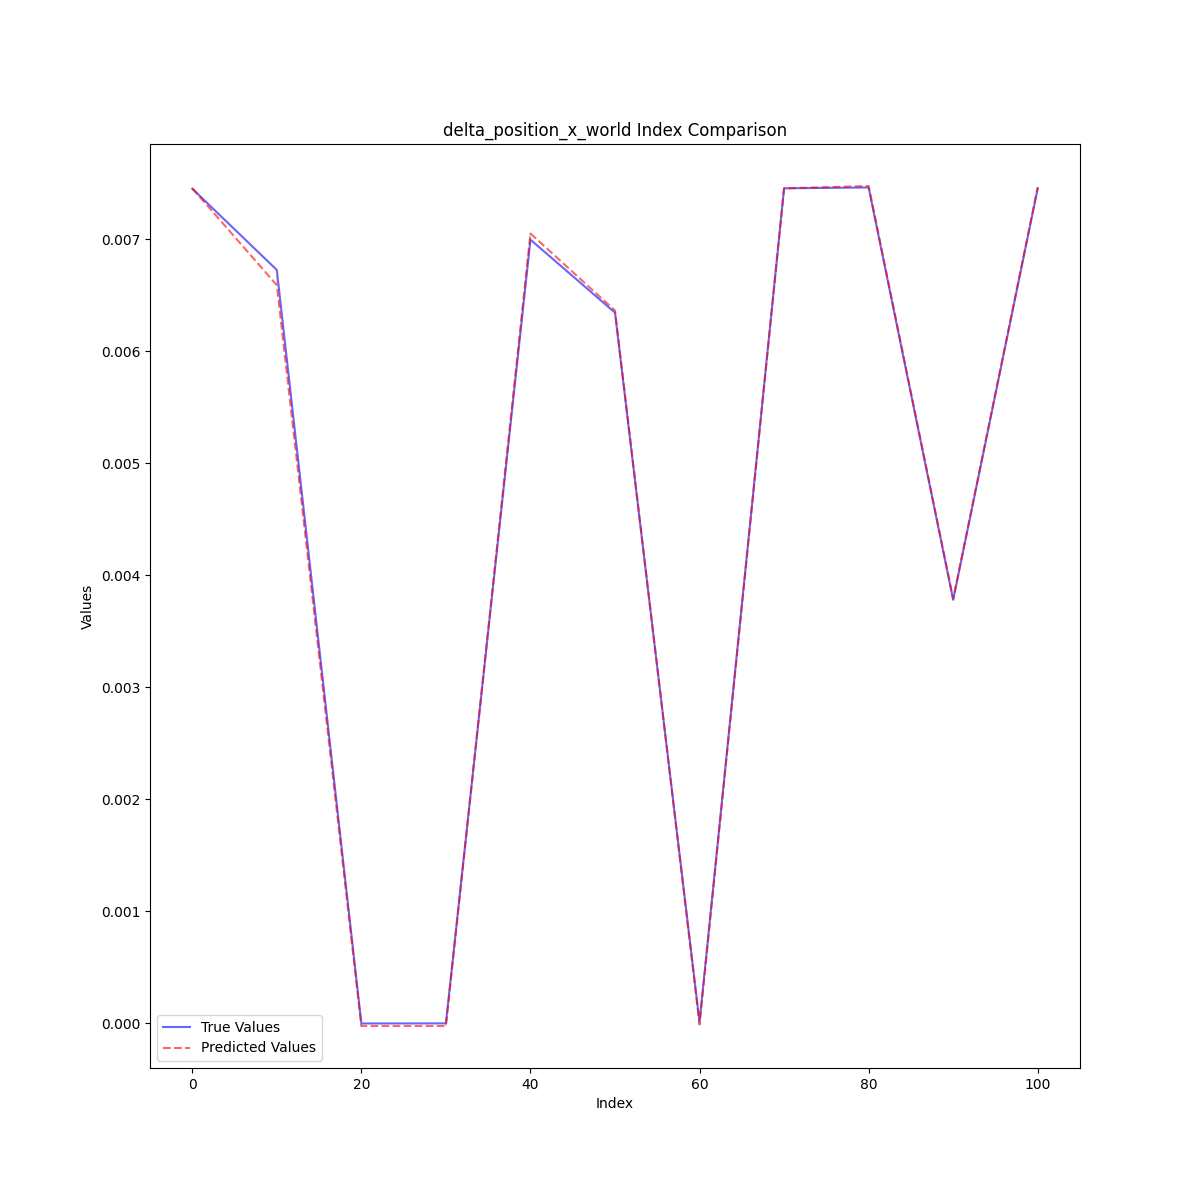 delta_position_x_world Index Comparison
0.007
0.006
0.005
0.004
0.003
0.002
0.001
0.000
Values
True Values
Predicted Values
0 20 40 60 80 100
Index